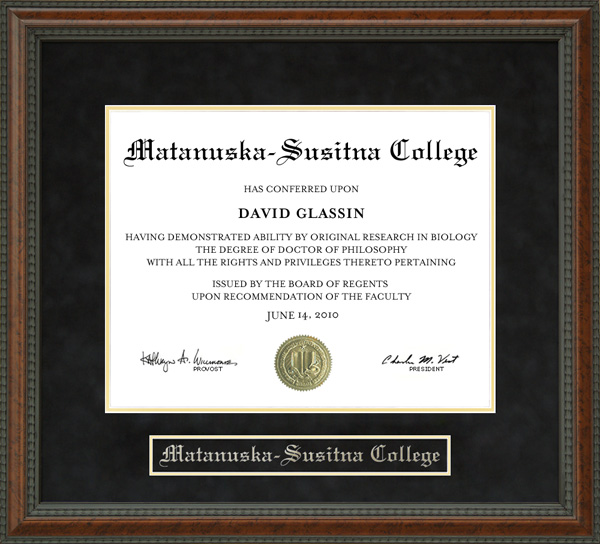 Matanuska-Susitna College
HAS CONFERRED UPON
DAVID GLASSIN
HAVING DEMONSTRATED ABILITY BY ORIGINAL RESEARCH IN BIOLOGY
THE DEGREE OF DOCTOR OF PHILOSOPHY
WITH ALL THE RIGHTS AND PRIVILEGES THERETO PERTAINING
ISSUED BY THE BOARD OF REGENTS
UPON RECOMMENDATION OF THE FACULTY
JUNE 14, 2010
PROVOST
PRESIDENT
Matanuska-Susitna College